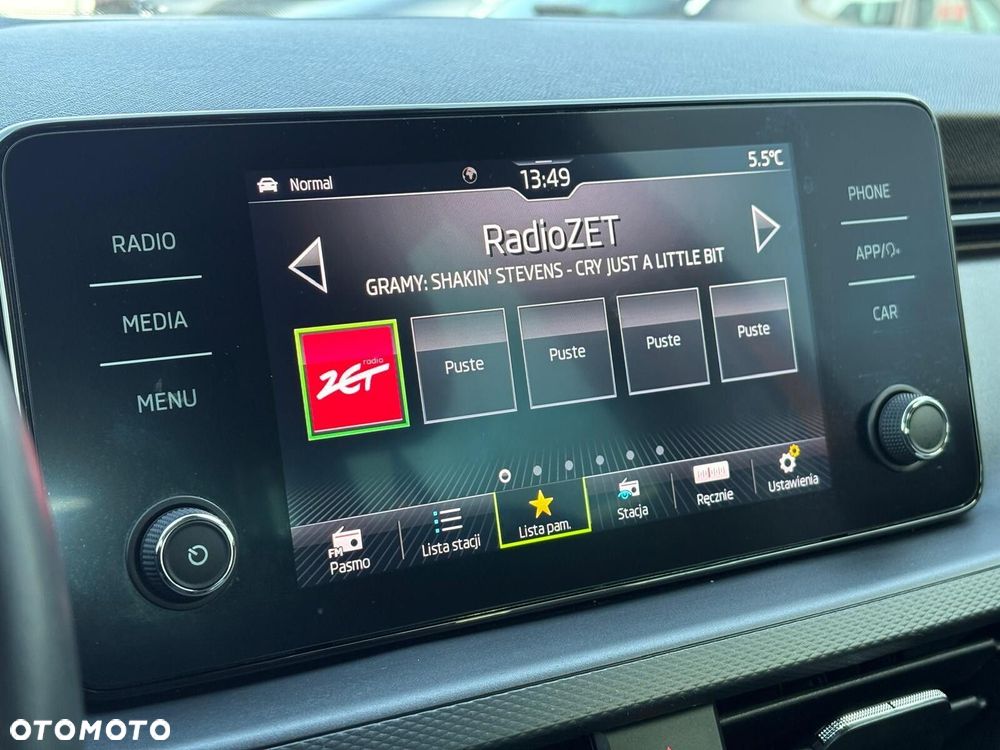 Normal
13:49
5.5°C
RadioZET
GRAMY: SHAKIN' STEVENS - CRY JUST A LITTLE BIT
RADIO
MEDIA
MENU
PHONE
APP/
CAR
radio
ZET
Puste
Puste
Puste
Puste
FM
Pasmo
Lista stacji
Lista pam.
Stacja
Ręcznie
Ustawienia
OTOMOTO